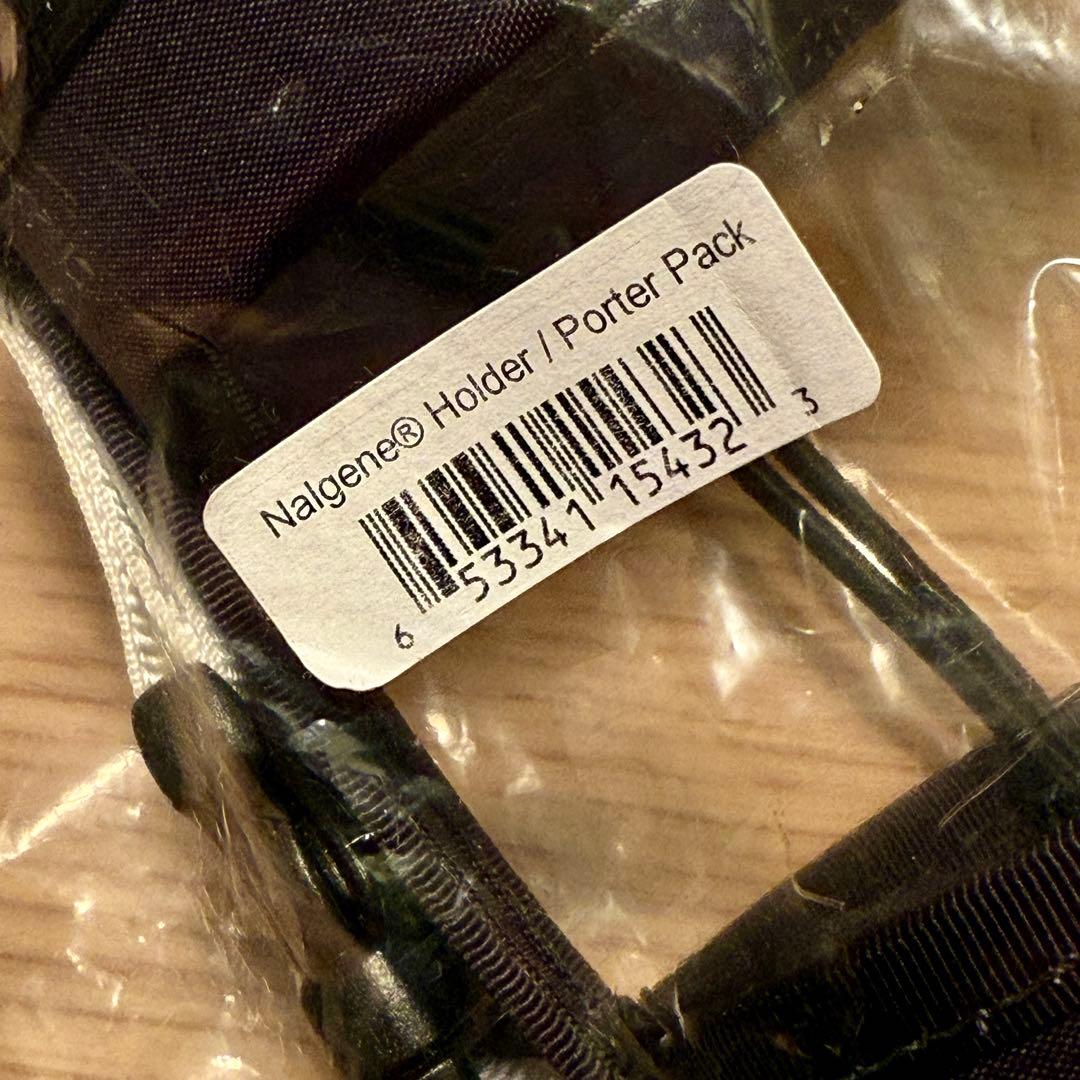 Nalgene® Holder / Porter Pack
6 53341 15432 3